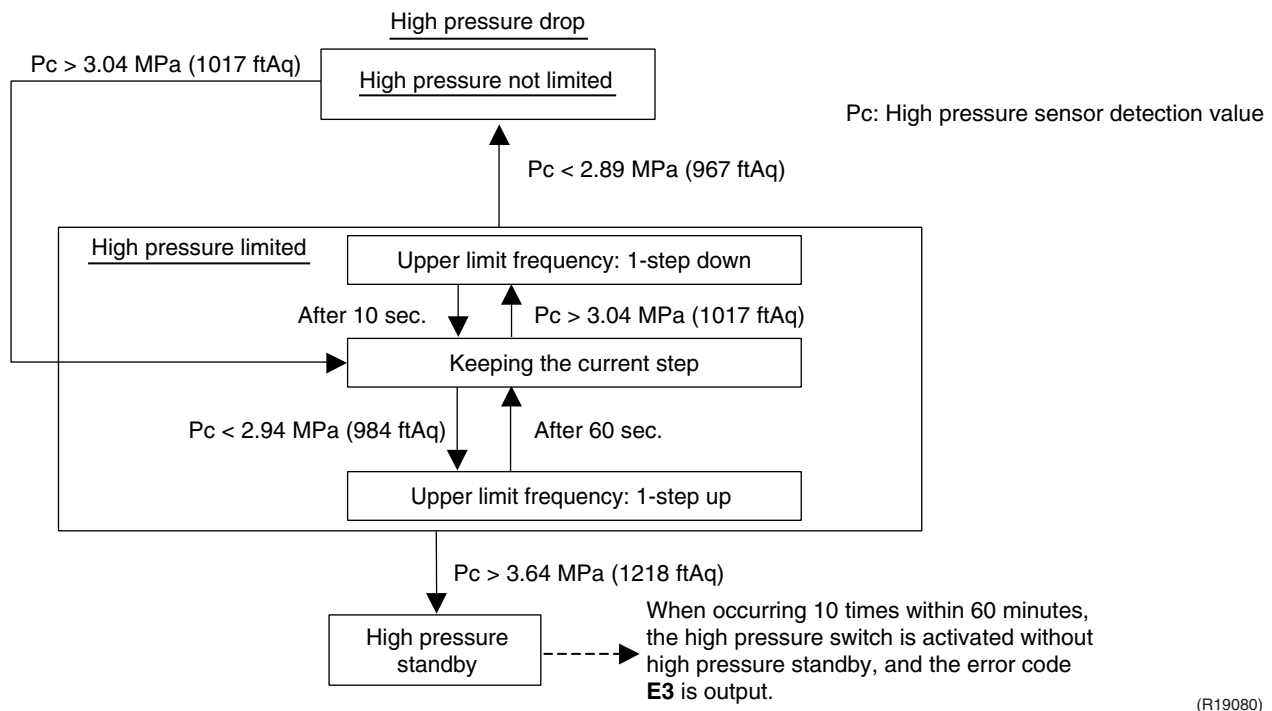 High pressure drop
Pc > 3.04 MPa (1017 ftAq)
High pressure not limited
Pc: High pressure sensor detection value
Pc < 2.89 MPa (967 ftAq)
High pressure limited
Upper limit frequency: 1-step down
After 10 sec.
Pc > 3.04 MPa (1017 ftAq)
Keeping the current step
Pc < 2.94 MPa (984 ftAq)
After 60 sec.
Upper limit frequency: 1-step up
Pc > 3.64 MPa (1218 ftAq)
High pressure
standby
When occurring 10 times within 60 minutes,
the high pressure switch is activated without
high pressure standby, and the error code
E3 is output.
(R19080)